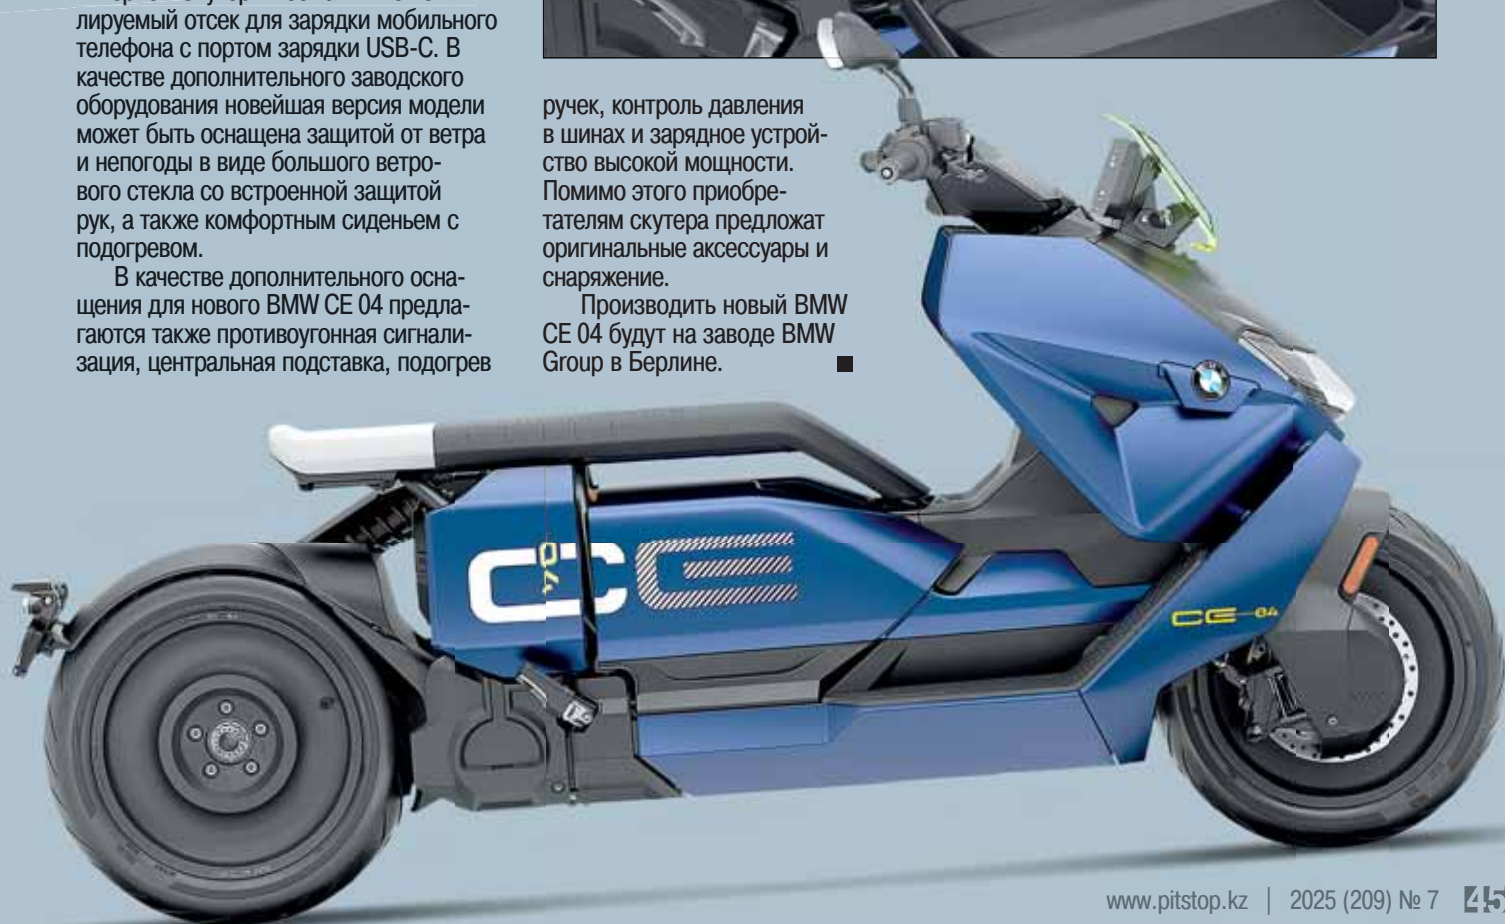 лируемый отсек для зарядки мобильного
телефона с портом зарядки USB-C. В
качестве дополнительного заводского
оборудования новейшая версия модели
может быть оснащена защитой от ветра
и непогоды в виде большого ветро-
вого стекла со встроенной защитой
рук, а также комфортным сиденьем с
подогревом.
В качестве дополнительного осна-
щения для нового BMW CE 04 предла-
гаются также противоугонная сигнали-
зация, центральная подставка, подогрев
ручек, контроль давления
в шинах и зарядное устрой-
ство высокой мощности.
Помимо этого приобре-
тателям скутера предложат
оригинальные аксессуары и
снаряжение.
Производить новый BMW
CE 04 будут на заводе BMW
Group в Берлине.
CE
04
CE 04
www.pitstop.kz | 2025 (209) № 7 45